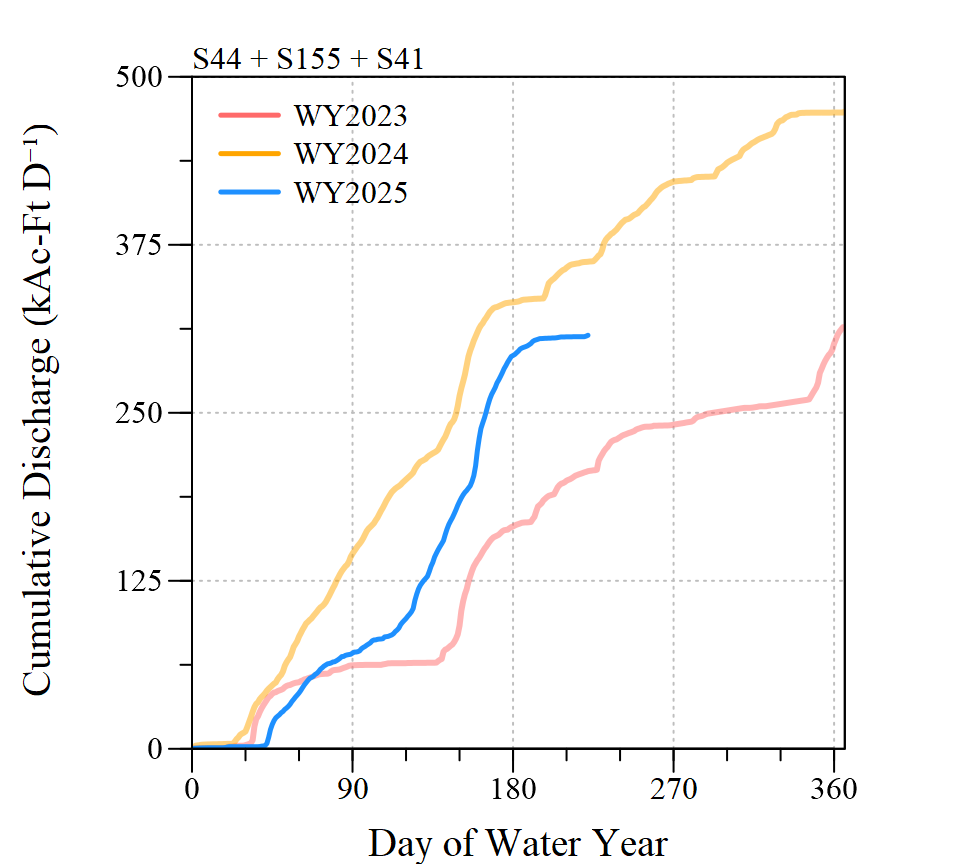 S44 + S155 + S41
500
375
250
125
0
Cumulative Discharge (kAc-Ft D⁻¹)
WY2023
WY2024
WY2025
0 90 180 270 360
Day of Water Year